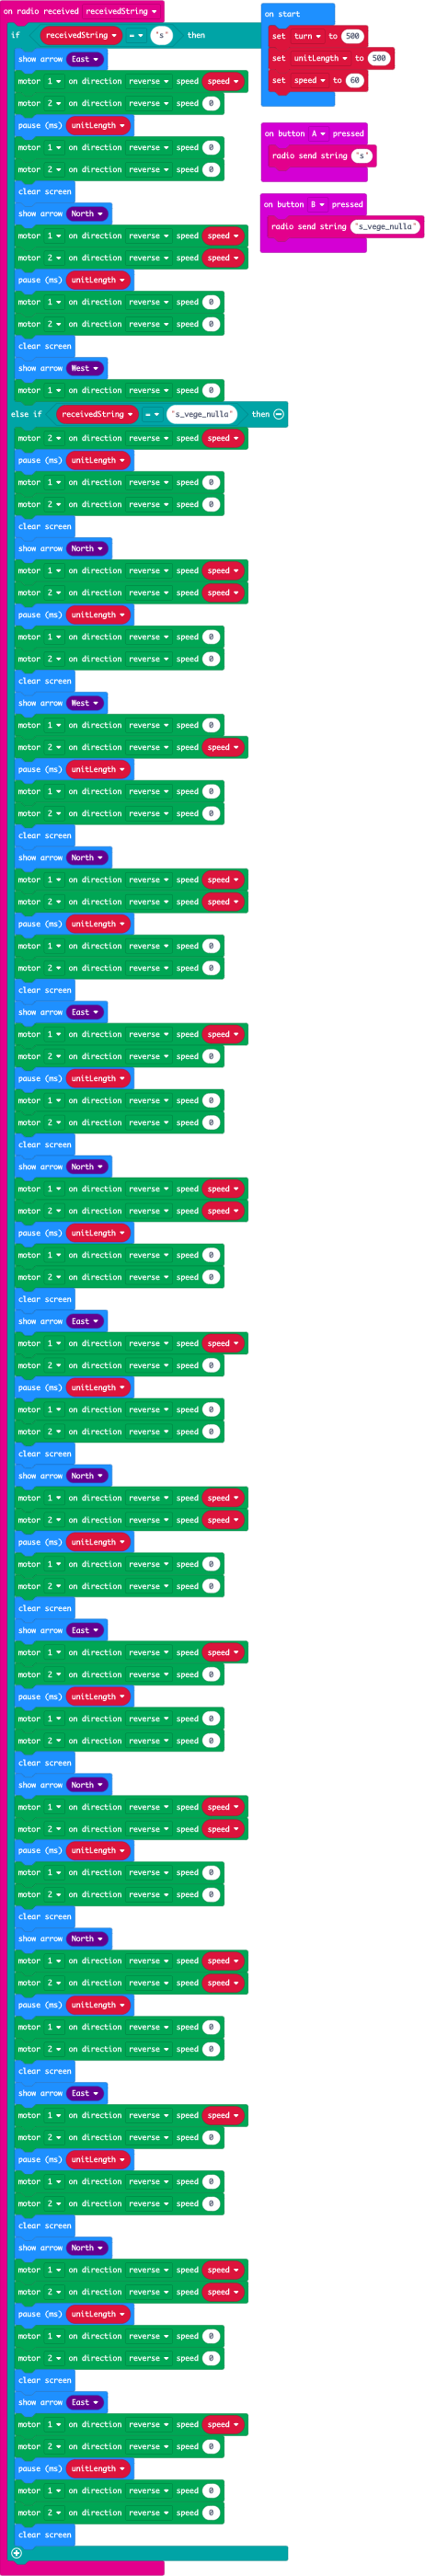 on radio received receivedString
if receivedString = "s" then
show arrow East
motor 1 on direction reverse speed speed
motor 2 on direction reverse speed 0
pause (ms) unitLength
motor 1 on direction reverse speed 0
motor 2 on direction reverse speed 0
clear screen
show arrow North
motor 1 on direction reverse speed speed
motor 2 on direction reverse speed speed
pause (ms) unitLength
motor 1 on direction reverse speed 0
motor 2 on direction reverse speed 0
clear screen
show arrow West
motor 1 on direction reverse speed 0
else if receivedString = "s_vege_nulla" then
motor 2 on direction reverse speed speed
pause (ms) unitLength
motor 1 on direction reverse speed 0
motor 2 on direction reverse speed 0
clear screen
show arrow North
motor 1 on direction reverse speed speed
motor 2 on direction reverse speed speed
pause (ms) unitLength
motor 1 on direction reverse speed 0
motor 2 on direction reverse speed 0
clear screen
show arrow West
motor 1 on direction reverse speed 0
motor 2 on direction reverse speed speed
pause (ms) unitLength
motor 1 on direction reverse speed 0
motor 2 on direction reverse speed 0
clear screen
show arrow North
motor 1 on direction reverse speed speed
motor 2 on direction reverse speed speed
pause (ms) unitLength
motor 1 on direction reverse speed 0
motor 2 on direction reverse speed 0
clear screen
show arrow East
motor 1 on direction reverse speed speed
motor 2 on direction reverse speed 0
pause (ms) unitLength
motor 1 on direction reverse speed 0
motor 2 on direction reverse speed 0
clear screen
show arrow North
motor 1 on direction reverse speed speed
motor 2 on direction reverse speed speed
pause (ms) unitLength
motor 1 on direction reverse speed 0
motor 2 on direction reverse speed 0
clear screen
show arrow East
motor 1 on direction reverse speed speed
motor 2 on direction reverse speed 0
pause (ms) unitLength
motor 1 on direction reverse speed 0
motor 2 on direction reverse speed 0
clear screen
show arrow North
motor 1 on direction reverse speed speed
motor 2 on direction reverse speed speed
pause (ms) unitLength
motor 1 on direction reverse speed 0
motor 2 on direction reverse speed 0
clear screen
show arrow East
motor 1 on direction reverse speed speed
motor 2 on direction reverse speed 0
pause (ms) unitLength
motor 1 on direction reverse speed 0
motor 2 on direction reverse speed 0
clear screen
show arrow North
motor 1 on direction reverse speed speed
motor 2 on direction reverse speed speed
pause (ms) unitLength
motor 1 on direction reverse speed 0
motor 2 on direction reverse speed 0
clear screen
show arrow North
motor 1 on direction reverse speed speed
motor 2 on direction reverse speed speed
pause (ms) unitLength
motor 1 on direction reverse speed 0
motor 2 on direction reverse speed 0
clear screen
show arrow East
motor 1 on direction reverse speed speed
motor 2 on direction reverse speed 0
pause (ms) unitLength
motor 1 on direction reverse speed 0
motor 2 on direction reverse speed 0
clear screen
show arrow North
motor 1 on direction reverse speed speed
motor 2 on direction reverse speed speed
pause (ms) unitLength
motor 1 on direction reverse speed 0
motor 2 on direction reverse speed 0
clear screen
show arrow East
motor 1 on direction reverse speed speed
motor 2 on direction reverse speed 0
pause (ms) unitLength
motor 1 on direction reverse speed 0
motor 2 on direction reverse speed 0
clear screen
on start
set turn to 500
set unitLength to 500
set speed to 60
on button A pressed
radio send string "s"
on button B pressed
radio send string "s_vege_nulla"